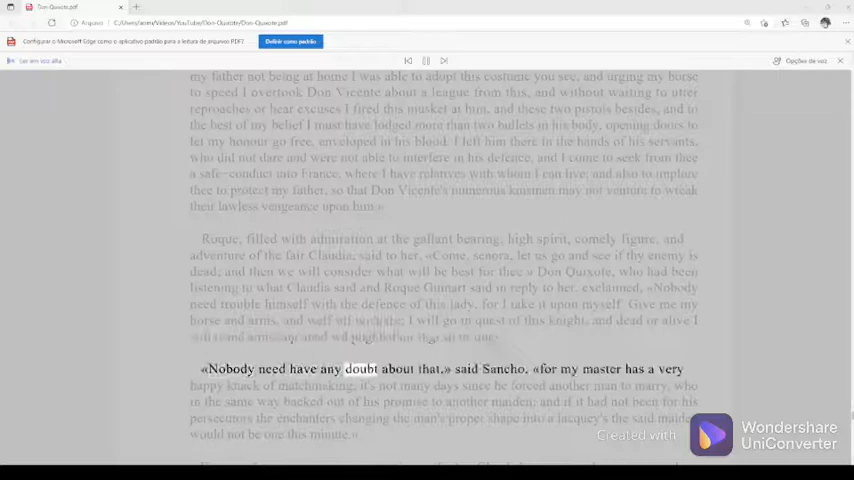 Don-Quixote.pdf
Arquivo | C:/Users/
/Videos/YouTube/Don-Quixote/Don-Quixote.pdf
Configurar o Microsoft Edge como o aplicativo padrão para a leitura de arquivos PDF?
Definir como padrão
Ler em voz alta
Opções de voz
my father not being at home I was able to adopt this costume you see, and urging my horse
to speed I overtook Don Vicente about a league from this, and without waiting to utter
reproaches or hear excuses I fired this musket at him, and these two pistols besides, and to
the best of my belief I must have lodged more than two bullets in his body, opening doors to
let my honour go free, enveloped in his blood. I left him there in the hands of his servants,
who did not dare and were not able to interfere in his defence, and I come to seek from thee
a safe-conduct into France, where I have relatives with whom I can live; and also to implore
thee to protect my father, so that Don Vicente's numerous kinsmen may not venture to wreak
their lawless vengeance upon him.»
Roque, filled with admiration at the gallant bearing, high spirit, comely figure, and
adventure of the fair Claudia, said to her, «Come, senora, let us go and see if thy enemy is
dead; and then we will consider what will be best for thee.» Don Quixote, who had been
listening to what Claudia said and Roque Guinart said in reply to her, exclaimed, «Nobody
need trouble himself with the defence of this lady, for I take it upon myself. Give me my
horse and arms, and wait for me here; I will go in quest of this knight, and dead or alive I
«Nobody need have any doubt about that,» said Sancho, «for my master has a very
happy knack of matchmaking; it's not many days since he forced another man to marry, who
in the same way backed out of his promise to another maiden; and if it had not been for his
persecutors the enchanters changing the man's proper shape into a lacquey's the said maiden
would not be one this minute.»
Created with
Wondershare
UniConverter